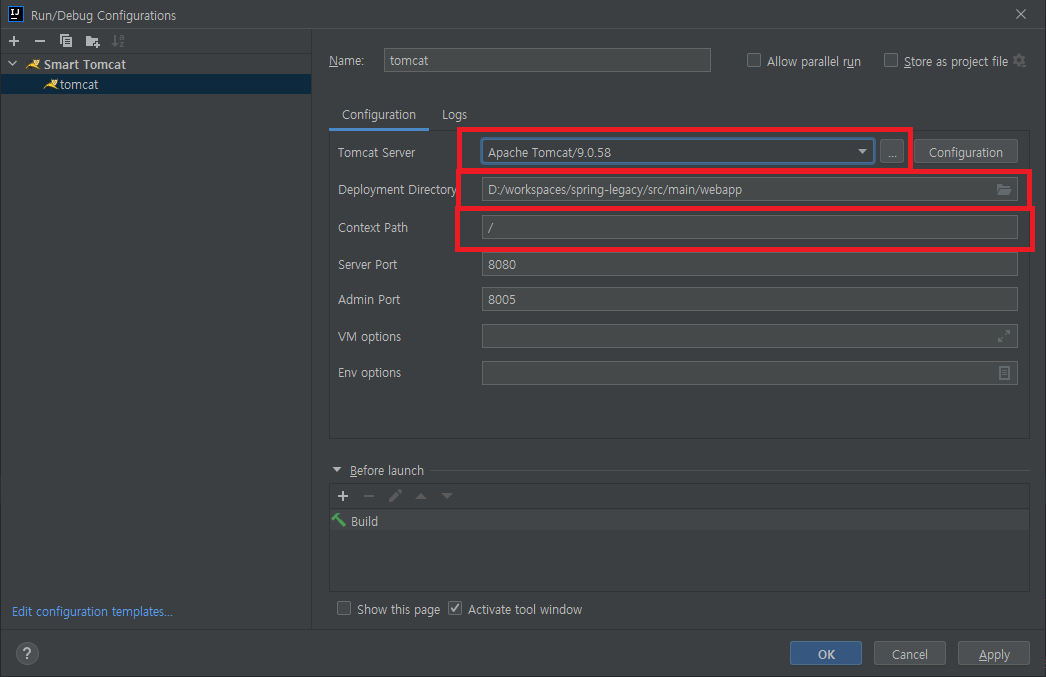 IJ Run/Debug Configurations
Smart Tomcat
tomcat
Name: tomcat
Allow parallel run
Store as project file
Configuration Logs
Tomcat Server Apache Tomcat/9.0.58 ... Configuration
Deployment Directory D:/workspaces/spring-legacy/src/main/webapp
Context Path /
Server Port 8080
Admin Port 8005
VM options
Env options
Before launch
Build
Show this page Activate tool window
Edit configuration templates...
? OK Cancel Apply